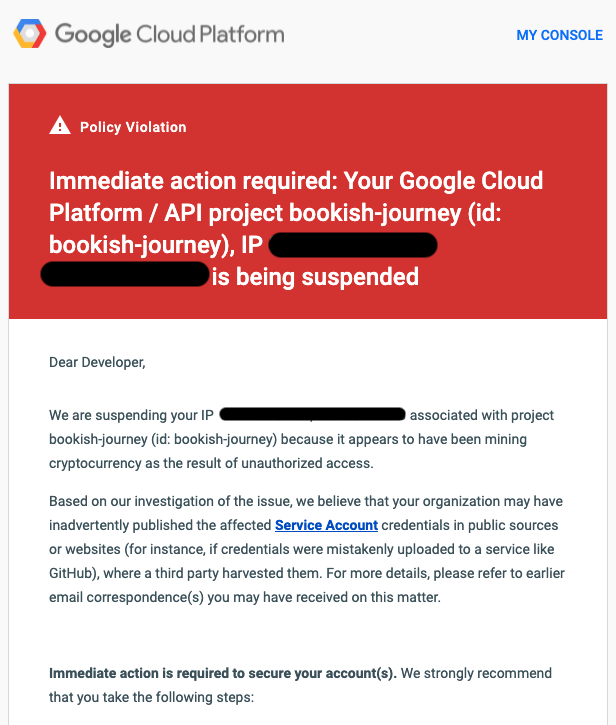 Google Cloud Platform
MY CONSOLE
Policy Violation
Immediate action required: Your Google Cloud
Platform / API project bookish-journey (id:
bookish-journey), IP
is being suspended
Dear Developer,
We are suspending your IP associated with project
bookish-journey (id: bookish-journey) because it appears to have been mining
cryptocurrency as the result of unauthorized access.
Based on our investigation of the issue, we believe that your organization may have
inadvertently published the affected Service Account credentials in public sources
or websites (for instance, if credentials were mistakenly uploaded to a service like
GitHub), where a third party harvested them. For more details, please refer to earlier
email correspondence(s) you may have received on this matter.
Immediate action is required to secure your account(s). We strongly recommend
that you take the following steps: